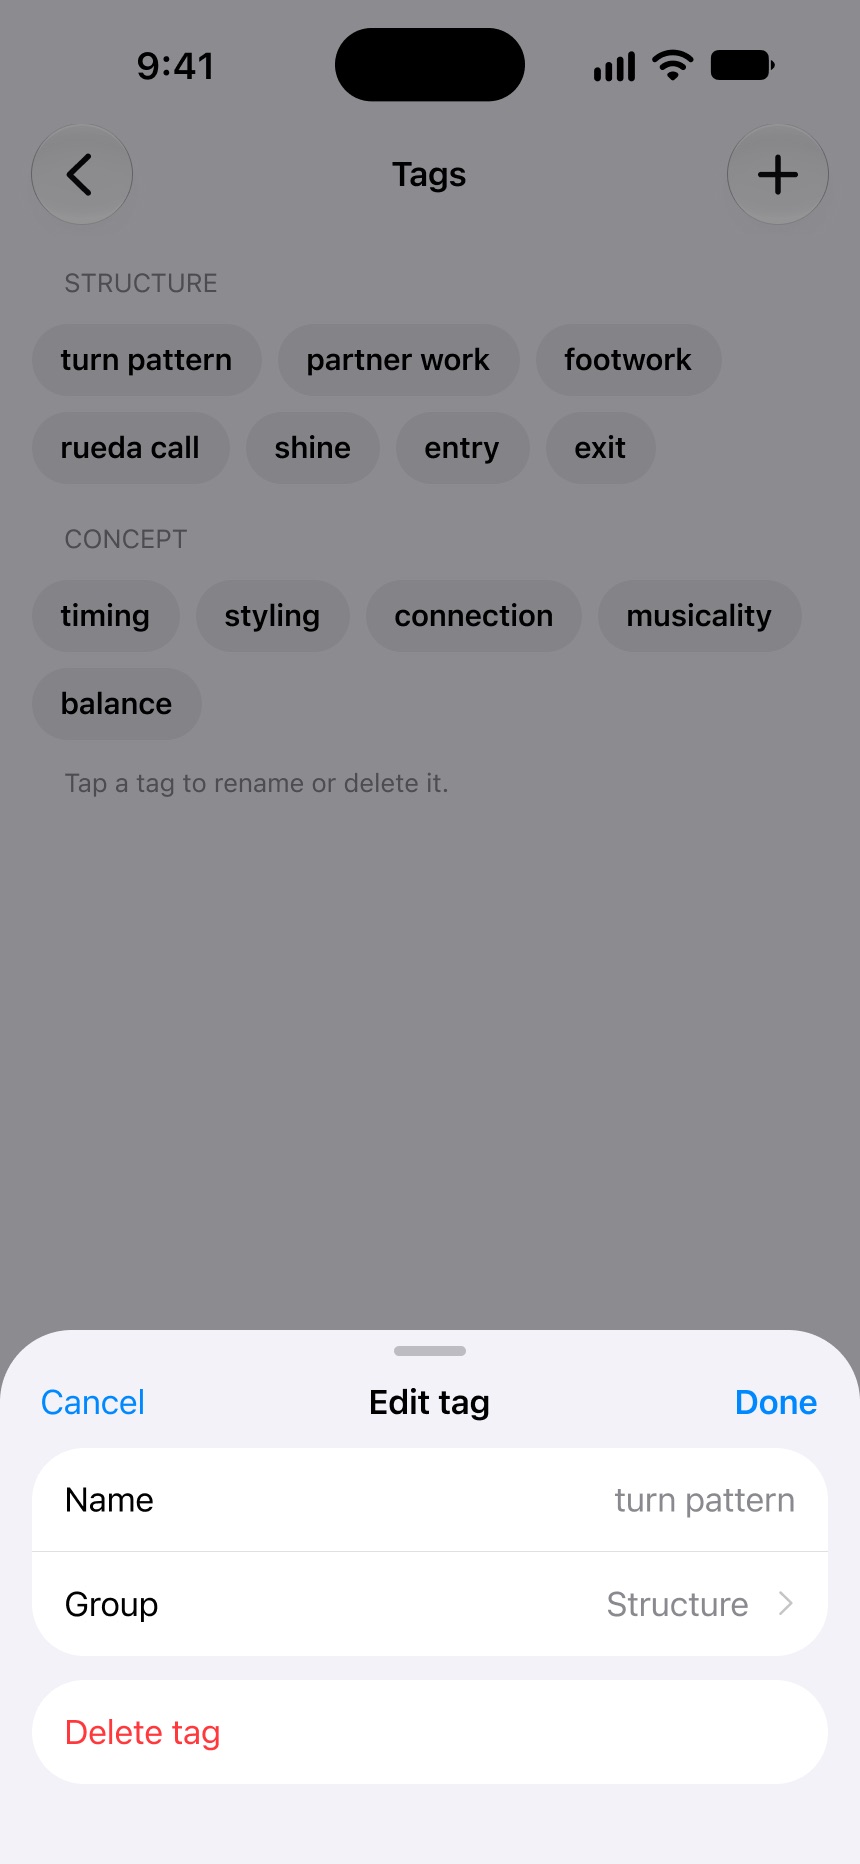 9:41
Tags
STRUCTURE
turn pattern partner work footwork
rueda call shine entry exit
CONCEPT
timing styling connection musicality
balance
Tap a tag to rename or delete it.
Cancel Edit tag Done
Name turn pattern
Group Structure
Delete tag